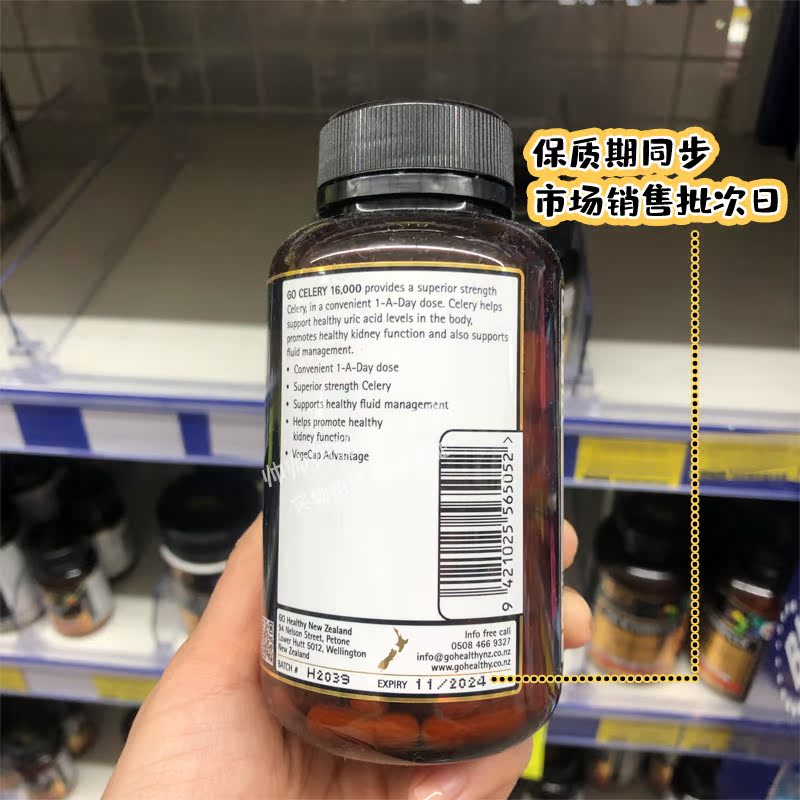 保质期同步
市场销售批次日
GO CELERY 16,000 provides a superior strength
Celery, in a convenient 1-A-Day dose. Celery helps
support healthy uric acid levels in the body,
promotes healthy kidney function and also supports
fluid management.
• Convenient 1-A-Day dose
• Superior strength Celery
• Supports healthy fluid management
• Helps promote healthy
kidney function
• VegeCap Advantage
9 421025 565052 >
GO Healthy New Zealand
94 Nelson Street, Petone
Lower Hutt 5012, Wellington
New Zealand
Info free call
0508 466 9327
info@gohealthynz.co.nz
www.gohealthy.co.nz
BATCH # H2039
EXPIRY 11/2024